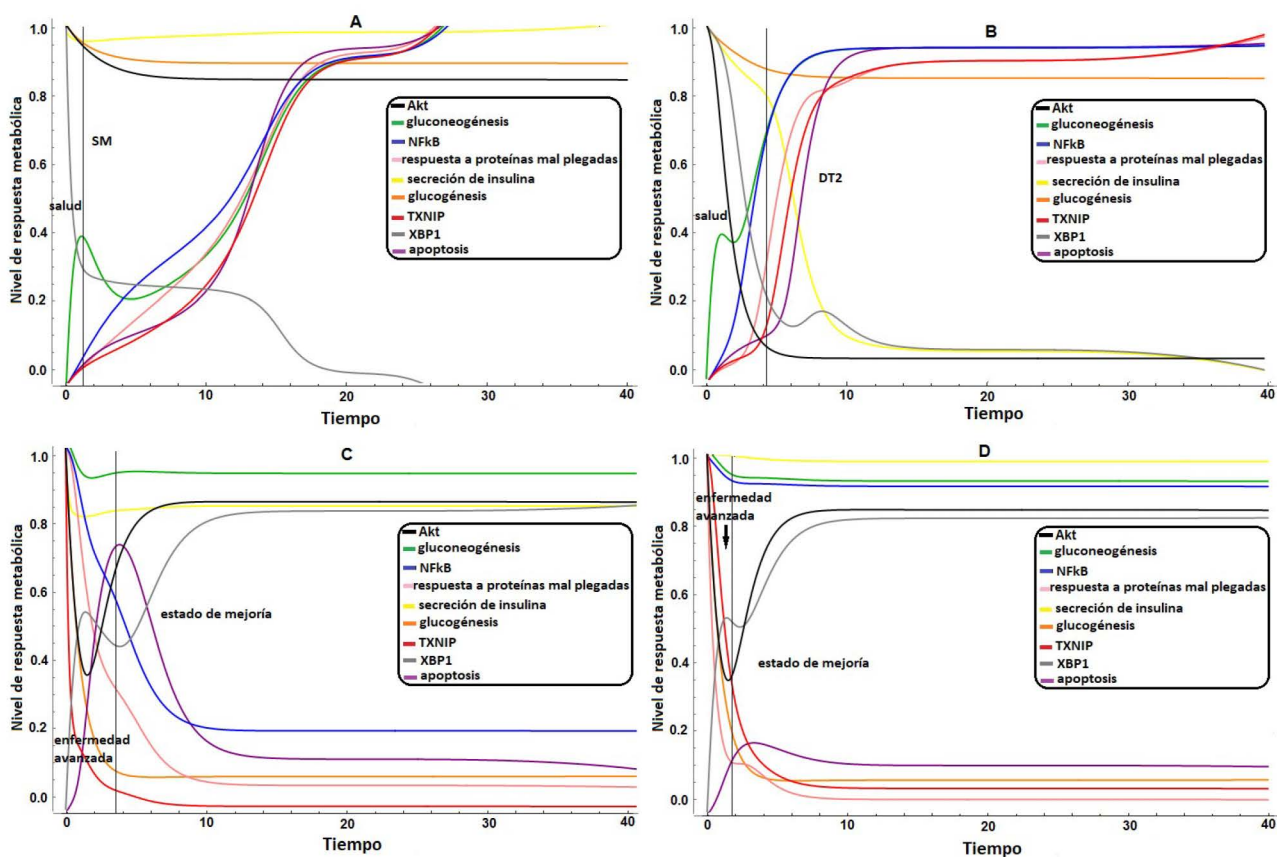 A
Nivel de respuesta metabólica
1.0
0.8
0.6
0.4
0.2
0.0
SM
salud
Akt
gluconeogénesis
NFkB
respuesta a proteínas mal plegadas
secreción de insulina
glucogénesis
TXNIP
XBP1
apoptosis
0 10 20 30 40
Tiempo
B
Nivel de respuesta metabólica
1.0
0.8
0.6
0.4
0.2
0.0
salud
DT2
Akt
gluconeogénesis
NFkB
respuesta a proteínas mal plegadas
secreción de insulina
glucogénesis
TXNIP
XBP1
apoptosis
0 10 20 30 40
Tiempo
C
Nivel de respuesta metabólica
1.0
0.8
0.6
0.4
0.2
0.0
estado de mejoría
enfermedad
avanzada
Akt
gluconeogénesis
NFkB
respuesta a proteínas mal plegadas
secreción de insulina
glucogénesis
TXNIP
XBP1
apoptosis
0 10 20 30 40
Tiempo
D
Nivel de respuesta metabólica
1.0
0.8
0.6
0.4
0.2
0.0
enfermedad
avanzada
estado de mejoría
Akt
gluconeogénesis
NFkB
respuesta a proteínas mal plegadas
secreción de insulina
glucogénesis
TXNIP
XBP1
apoptosis
0 10 20 30 40
Tiempo